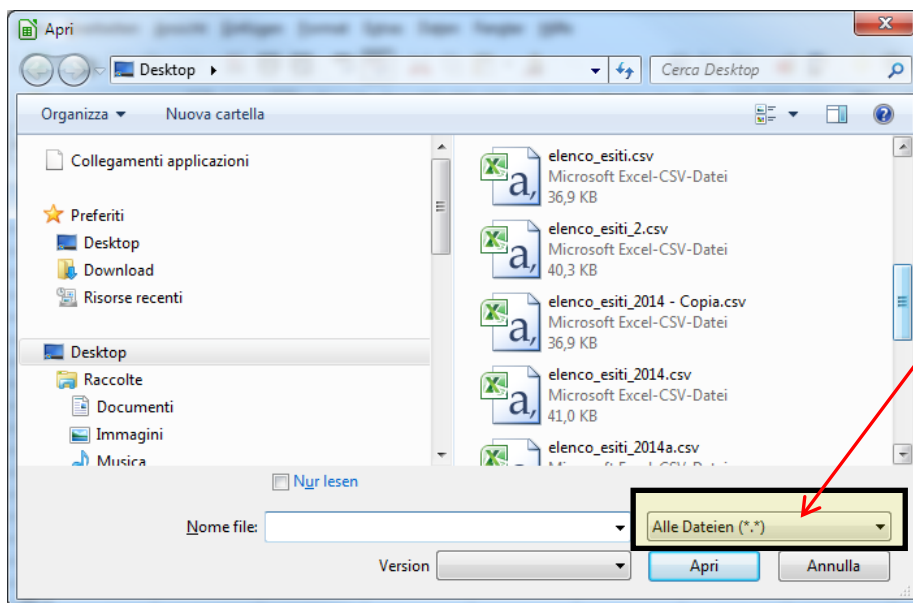 Apri
Desktop
Cerca Desktop
Organizza
Nuova cartella
Collegamenti applicazioni
Preferiti
Desktop
Download
Risorse recenti
Desktop
Raccolte
Documenti
Immagini
Musica
elenco_esiti.csv
Microsoft Excel-CSV-Datei
36,9 KB
elenco_esiti_2.csv
Microsoft Excel-CSV-Datei
40,3 KB
elenco_esiti_2014 - Copia.csv
Microsoft Excel-CSV-Datei
36,9 KB
elenco_esiti_2014.csv
Microsoft Excel-CSV-Datei
41,0 KB
elenco_esiti_2014a.csv
Nur lesen
Nome file:
Alle Dateien (*.*)
Version
Apri
Annulla